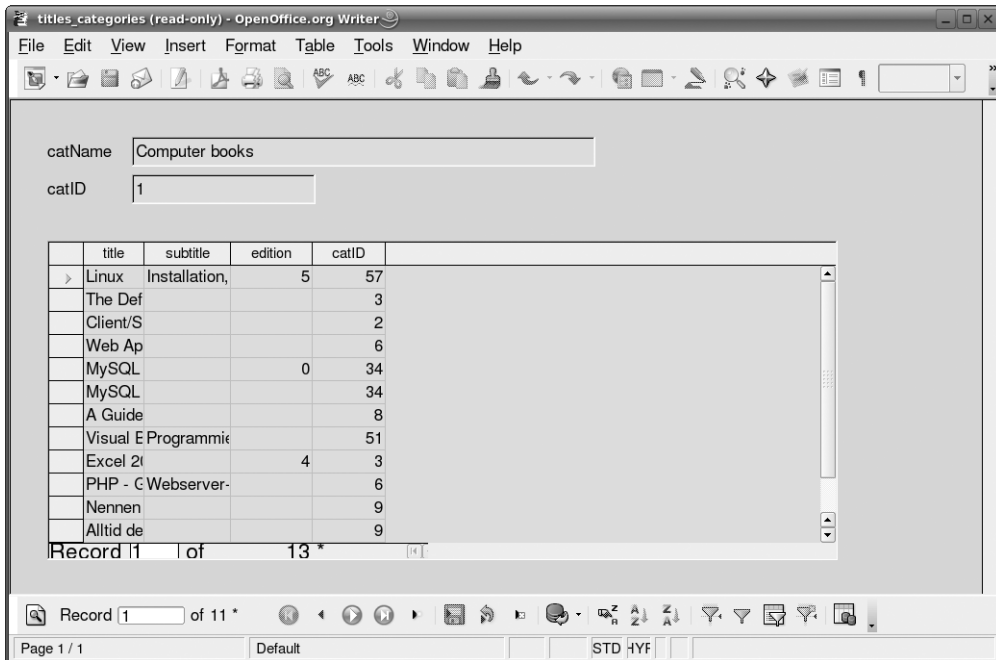 titles_categories (read-only) - OpenOffice.org Writer
File Edit View Insert Format Table Tools Window Help
ABC ABC
catName Computer books
catID 1
title subtitle edition catID
Linux Installation, 5 57
The Def 3
Client/S 2
Web Ap 6
MySQL 0 34
MySQL 34
A Guide 8
Visual E Programmie 51
Excel 20 4 3
PHP - G Webserver- 6
Nennen 9
Alltid de 9
Record 1 of 13 *
Record 1 of 11 *
Page 1 / 1 Default STD HYF